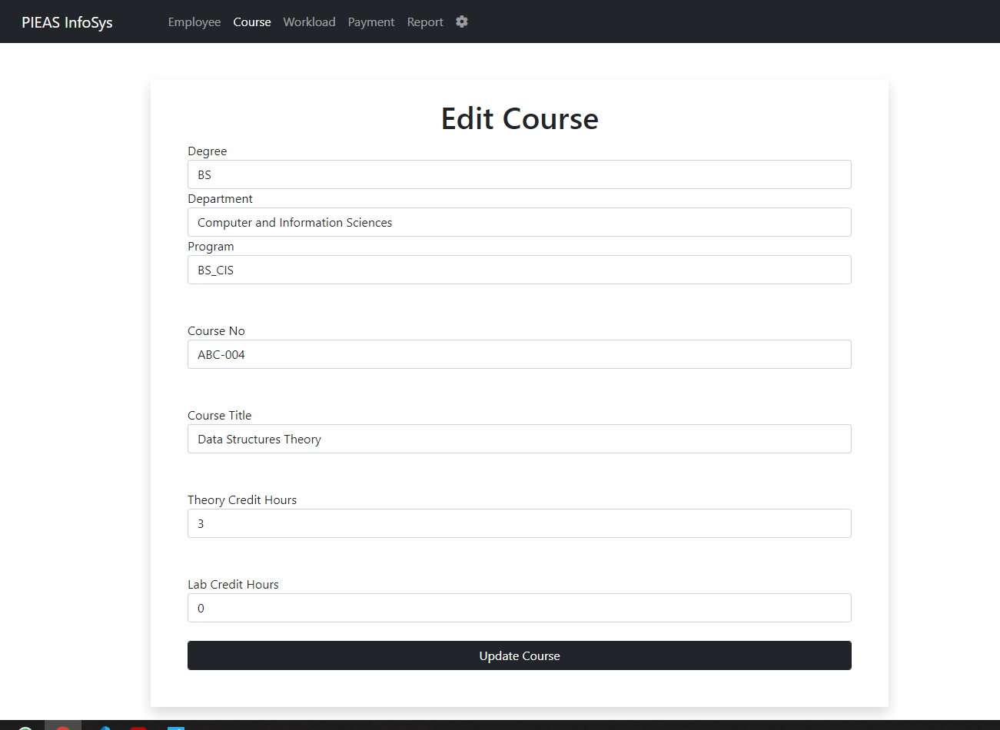 PIEAS InfoSys Employee Course Workload Payment Report
Edit Course
Degree
BS
Department
Computer and Information Sciences
Program
BS_CIS
Course No
ABC-004
Course Title
Data Structures Theory
Theory Credit Hours
3
Lab Credit Hours
0
Update Course